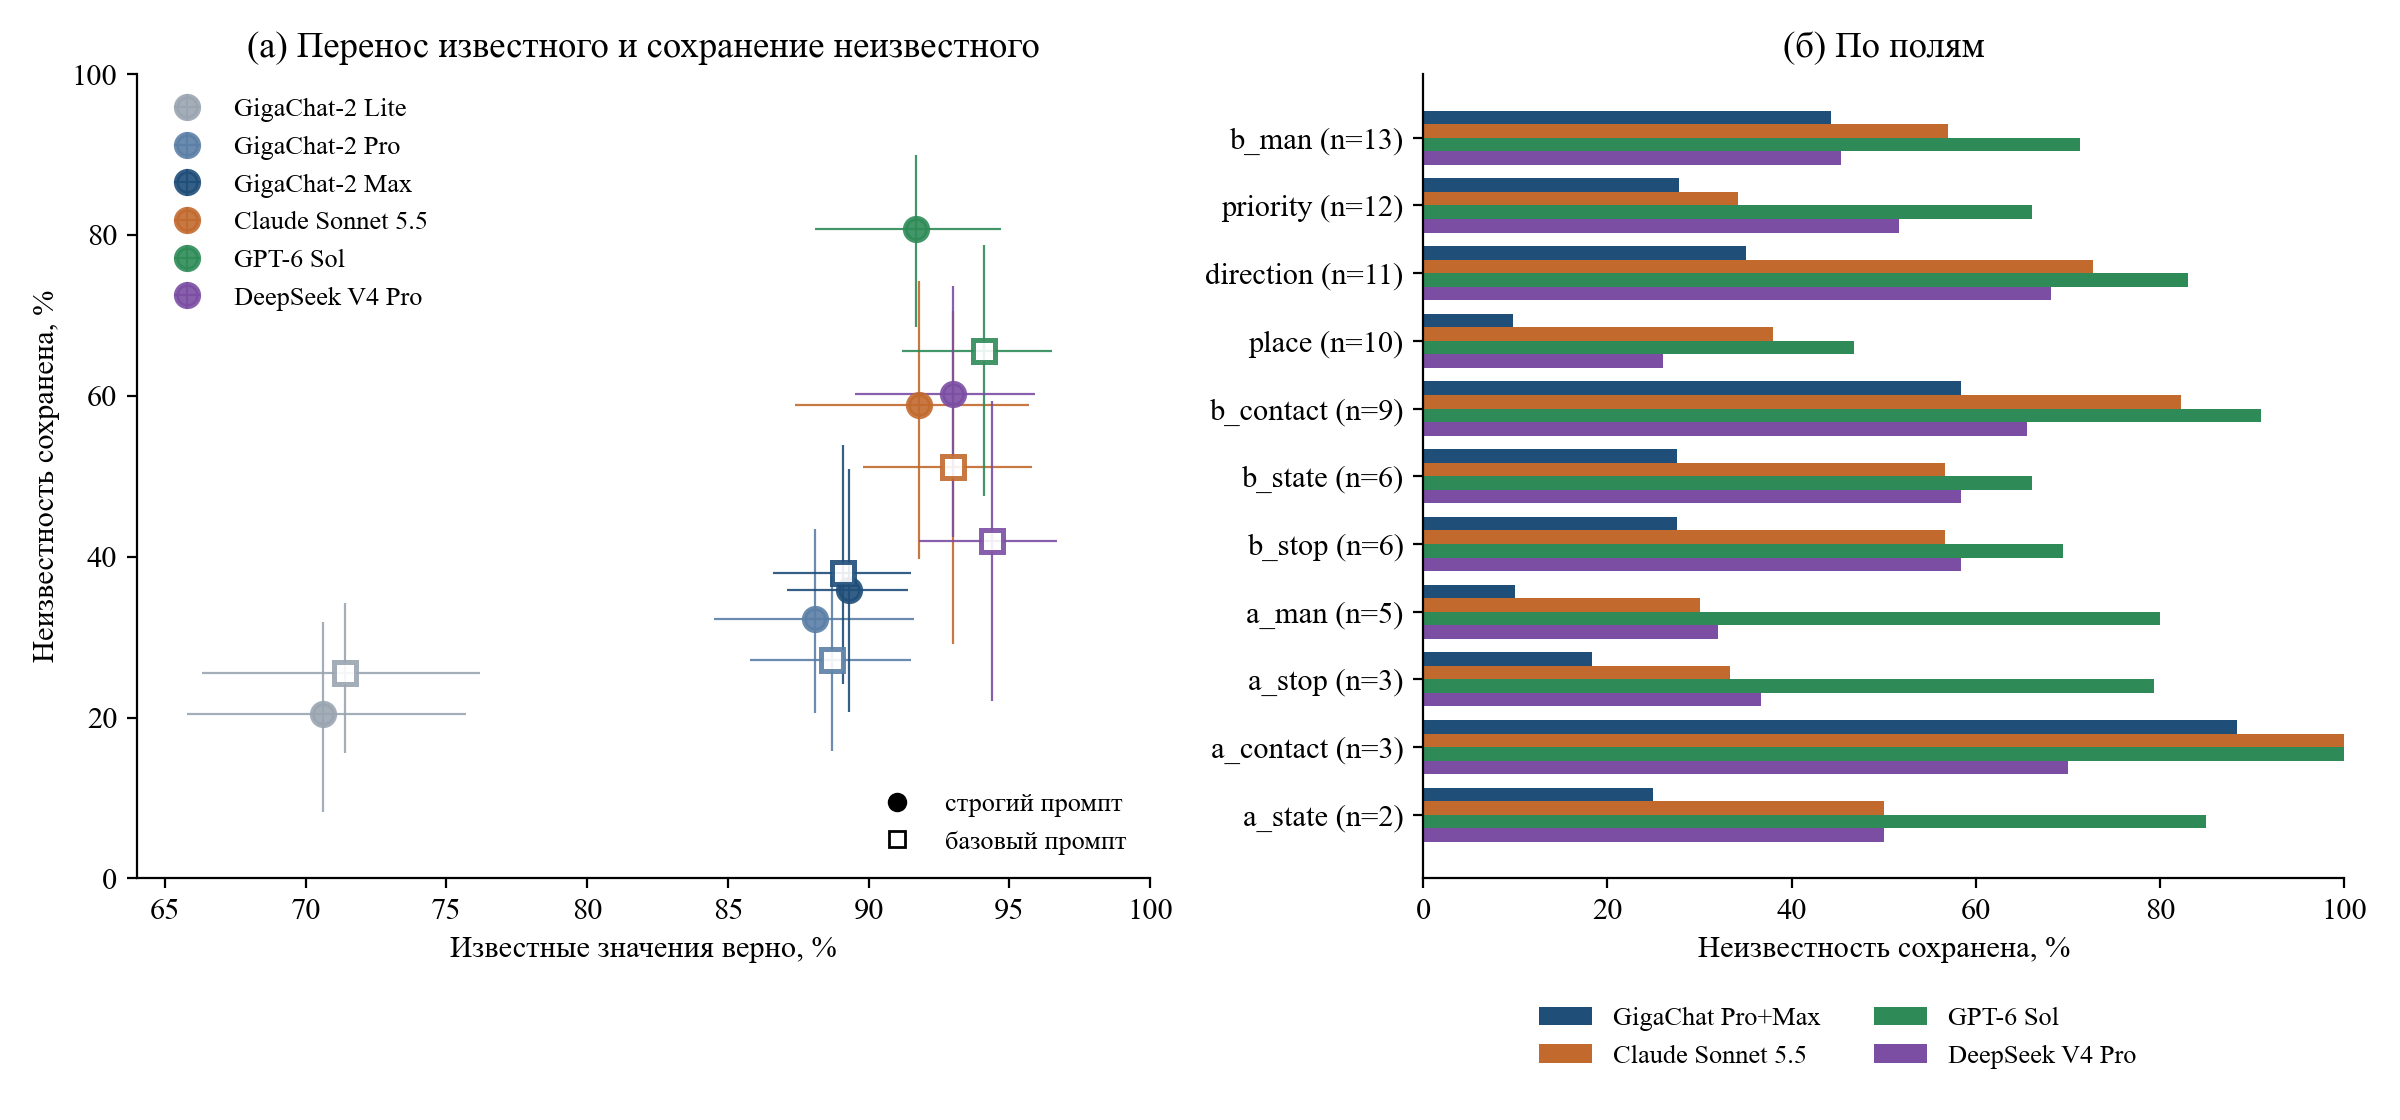 (а) Перенос известного и сохранение неизвестного
100
80
60
40
20
0
Неизвестность сохранена, %
GigaChat-2 Lite
GigaChat-2 Pro
GigaChat-2 Max
Claude Sonnet 5.5
GPT-6 Sol
DeepSeek V4 Pro
строгий промпт
базовый промпт
65 70 75 80 85 90 95 100
Известные значения верно, %
(б) По полям
b_man (n=13)
priority (n=12)
direction (n=11)
place (n=10)
b_contact (n=9)
b_state (n=6)
b_stop (n=6)
a_man (n=5)
a_stop (n=3)
a_contact (n=3)
a_state (n=2)
0 20 40 60 80 100
Неизвестность сохранена, %
GigaChat Pro+Max
Claude Sonnet 5.5
GPT-6 Sol
DeepSeek V4 Pro